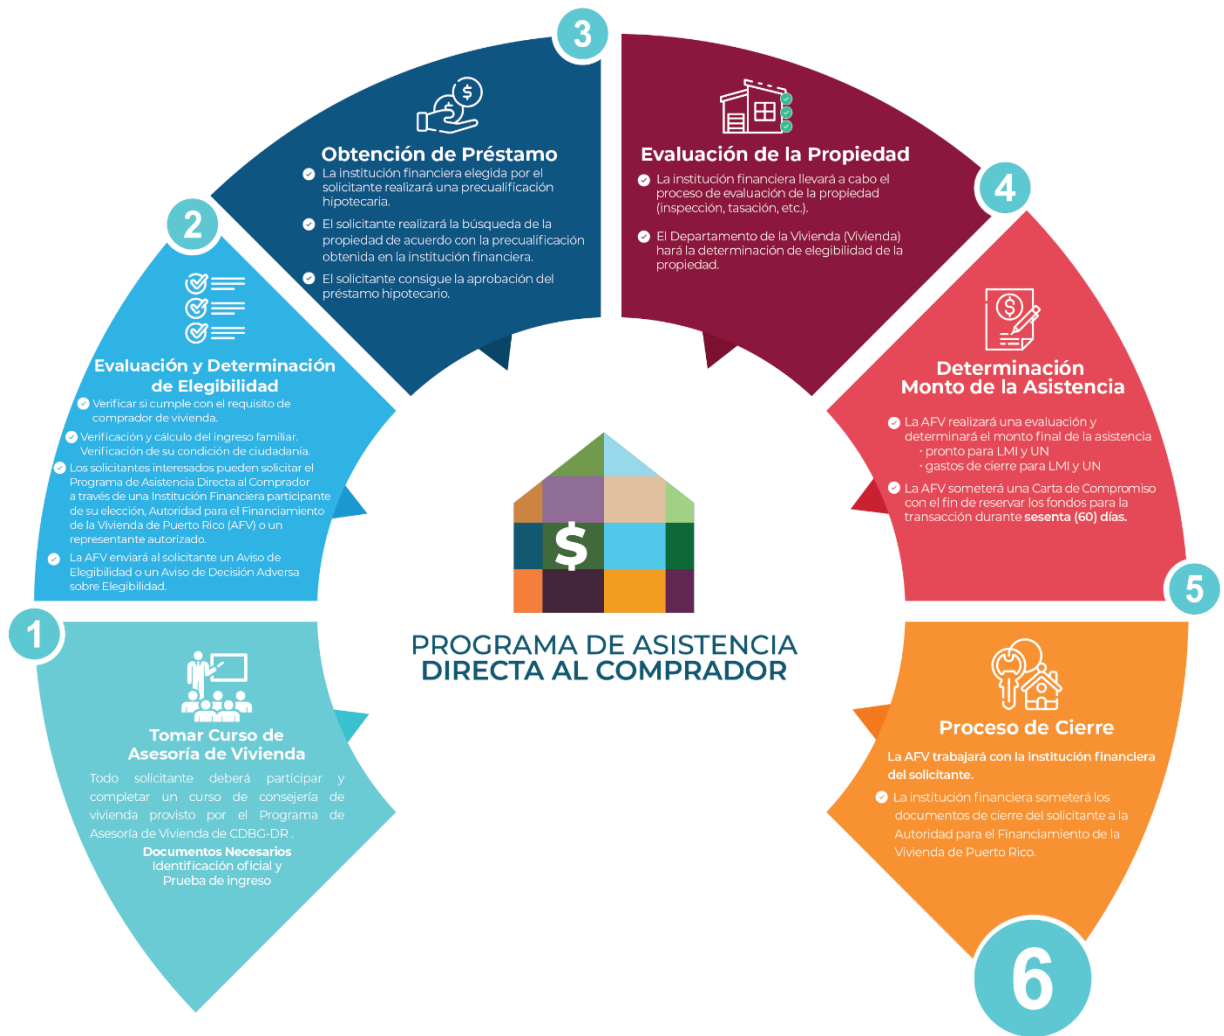 1
Tomar Curso de
Asesoría de Vivienda
Todo solicitante deberá participar y
completar un curso de consejería de
vivienda provisto por el Programa de
Asesoría de Vivienda de CDBG-DR .
Documentos Necesarios
Identificación oficial y
Prueba de ingreso
2
Evaluación y Determinación
de Elegibilidad
Verificar si cumple con el requisito de
comprador de vivienda.
Verificación y cálculo del ingreso familiar.
Verificación de su condición de ciudadanía.
Los solicitantes interesados pueden solicitar el
Programa de Asistencia Directa al Comprador
a través de una Institución Financiera participante
de su elección, Autoridad para el Financiamiento
de la Vivienda de Puerto Rico (AFV) o un
representante autorizado.
La AFV enviará al solicitante un Aviso de
Elegibilidad o un Aviso de Decisión Adversa
sobre Elegibilidad.
3
$
$
Obtención de Préstamo
La institución financiera elegida por el
solicitante realizará una precualificación
hipotecaria.
El solicitante realizará la búsqueda de la
propiedad de acuerdo con la precualificación
obtenida en la institución financiera.
El solicitante consigue la aprobación del
préstamo hipotecario.
Evaluación de la Propiedad
La institución financiera llevará a cabo el
proceso de evaluación de la propiedad
(inspección, tasación, etc.).
El Departamento de la Vivienda (Vivienda)
hará la determinación de elegibilidad de la
propiedad.
4
$
Determinación
Monto de la Asistencia
La AFV realizará una evaluación y
determinará el monto final de la asistencia
· pronto para LMI y UN
· gastos de cierre para LMI y UN
La AFV someterá una Carta de Compromiso
con el fin de reservar los fondos para la
transacción durante sesenta (60) días.
5
Proceso de Cierre
La AFV trabajará con la institución financiera
del solicitante.
La institución financiera someterá los
documentos de cierre del solicitante a la
Autoridad para el Financiamiento de la
Vivienda de Puerto Rico.
6
$
PROGRAMA DE ASISTENCIA
DIRECTA AL COMPRADOR